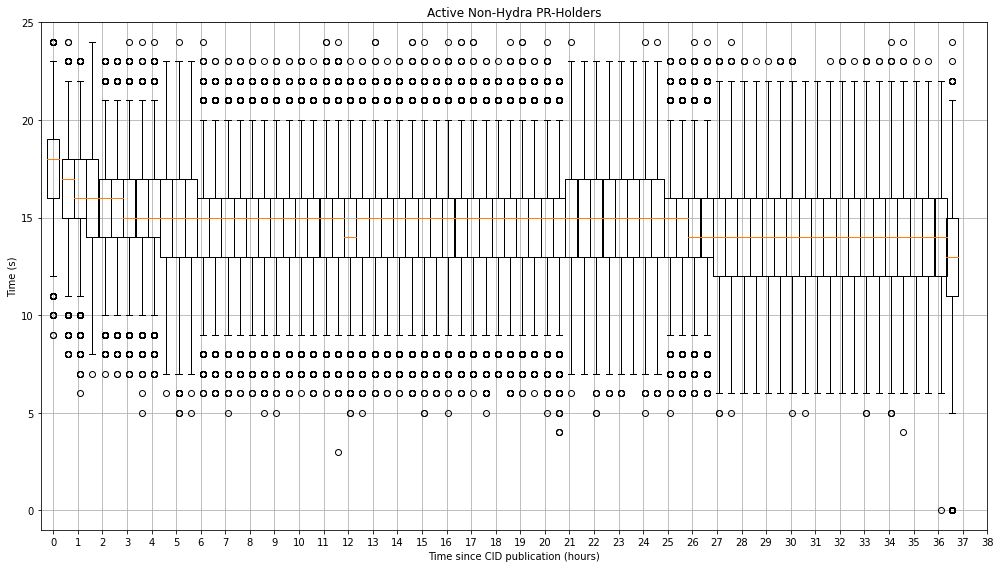 Active Non-Hydra PR-Holders
25
20
15
10
5
0
Time (s)
0 1 2 3 4 5 6 7 8 9 10 11 12 13 14 15 16 17 18 19 20 21 22 23 24 25 26 27 28 29 30 31 32 33 34 35 36 37 38
Time since CID publication (hours)